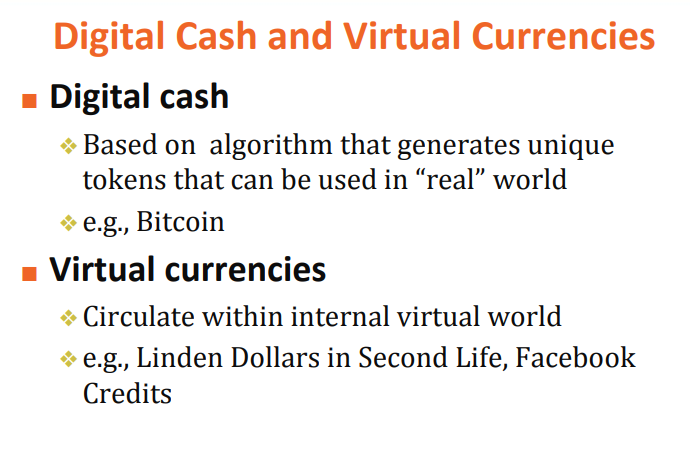 Digital Cash and Virtual Currencies
Digital cash
Based on algorithm that generates unique
tokens that can be used in “real” world
e.g., Bitcoin
Virtual currencies
Circulate within internal virtual world
e.g., Linden Dollars in Second Life, Facebook
Credits